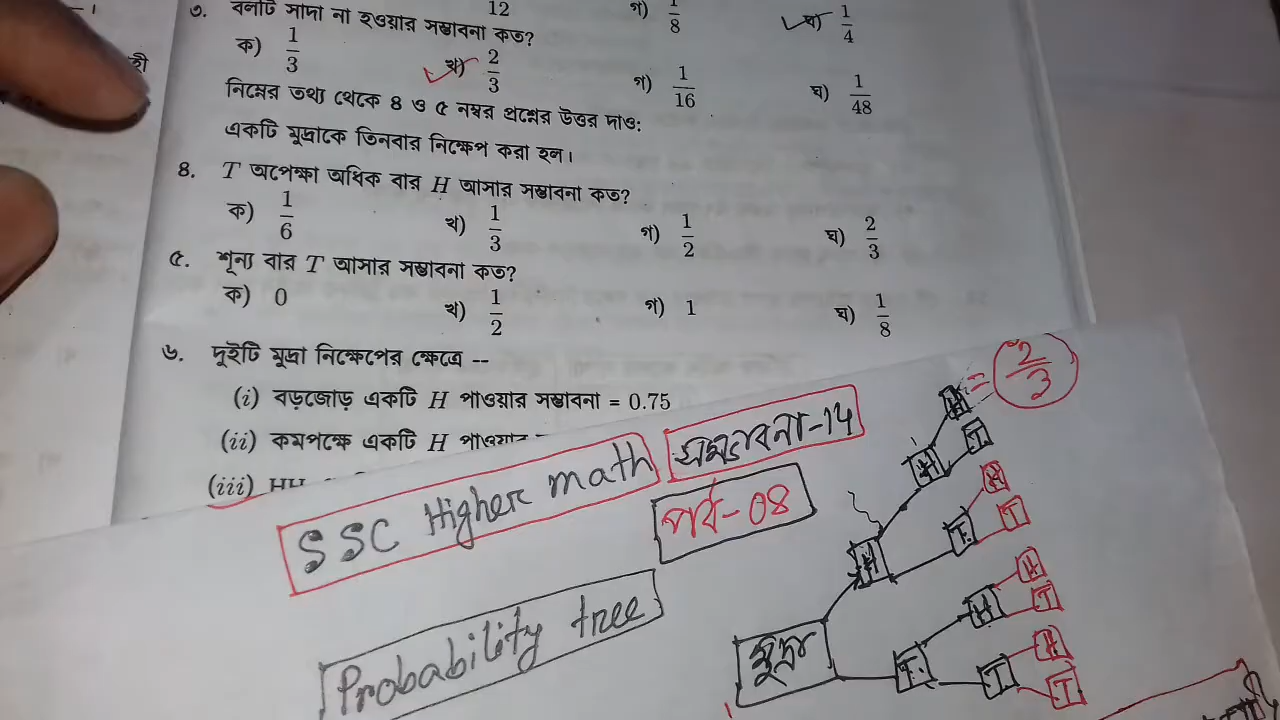 ৩. বলটি সাদা না হওয়ার সম্ভাবনা কত?
12 গ) 1/8 ঘ) 1/4
ক) 1/3 খ) 2/3 গ) 1/16 ঘ) 1/48
নিম্নের তথ্য থেকে ৪ ও ৫ নম্বর প্রশ্নের উত্তর দাও:
একটি মুদ্রাকে তিনবার নিক্ষেপ করা হল।
৪. T অপেক্ষা অধিক বার H আসার সম্ভাবনা কত?
ক) 1/6 খ) 1/3 গ) 1/2 ঘ) 2/3
৫. শূন্য বার T আসার সম্ভাবনা কত?
ক) 0 খ) 1/2 গ) 1 ঘ) 1/8
৬. দুইটি মুদ্রা নিক্ষেপের ক্ষেত্রে --
(i) বড়জোড় একটি H পাওয়ার সম্ভাবনা = 0.75
(ii) কমপক্ষে একটি H পাওয়ার
(iii) HH
SSC Higher math
সম্ভাবনা-14
পর্ব-08
Probability tree
মুদ্রা
H
T
H
T
H
T
H
T
H
T
H
T
H
T
= 2/3